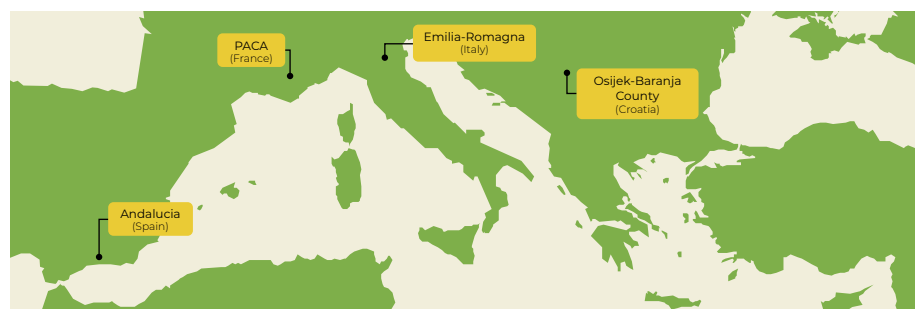 PACA
(France)
Emilia-Romagna
(Italy)
Osijek-Baranja
County
(Croatia)
Andalucia
(Spain)